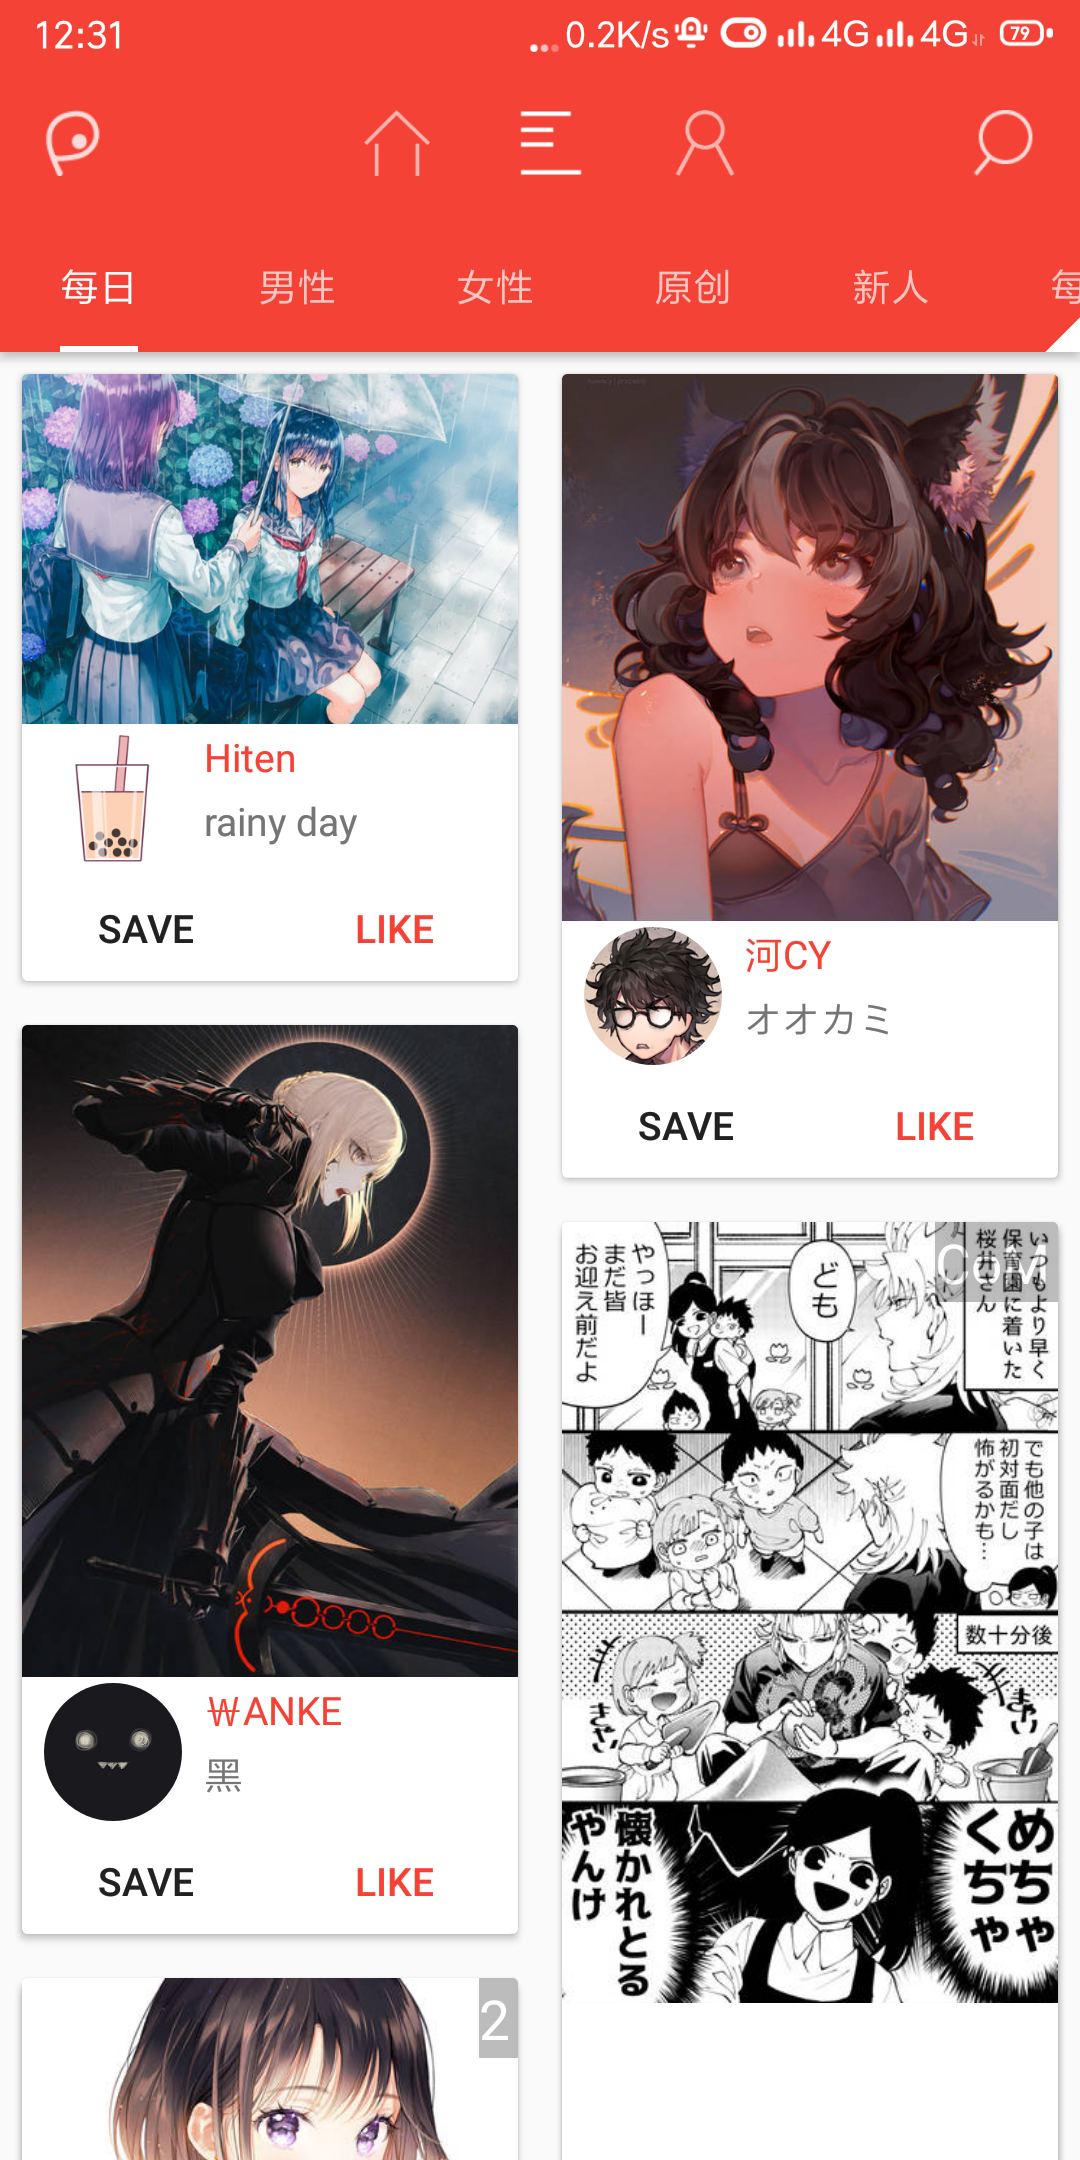 12:31
0.2K/s 4G 4G 79
每日 男性 女性 原创 新人 每
Hiten
rainy day
SAVE LIKE
河CY
オオカミ
SAVE LIKE
₩ANKE
黑
SAVE LIKE
2
CoM
いつもより早く
保育園に着いた
桜井さん
ども
やっほー
まだ皆
お迎え前だよ
でも他の子は
初対面だし
怖がるかも…
数十分後
きゃい
めちゃ
くちゃ
懐かれとる
やんけ